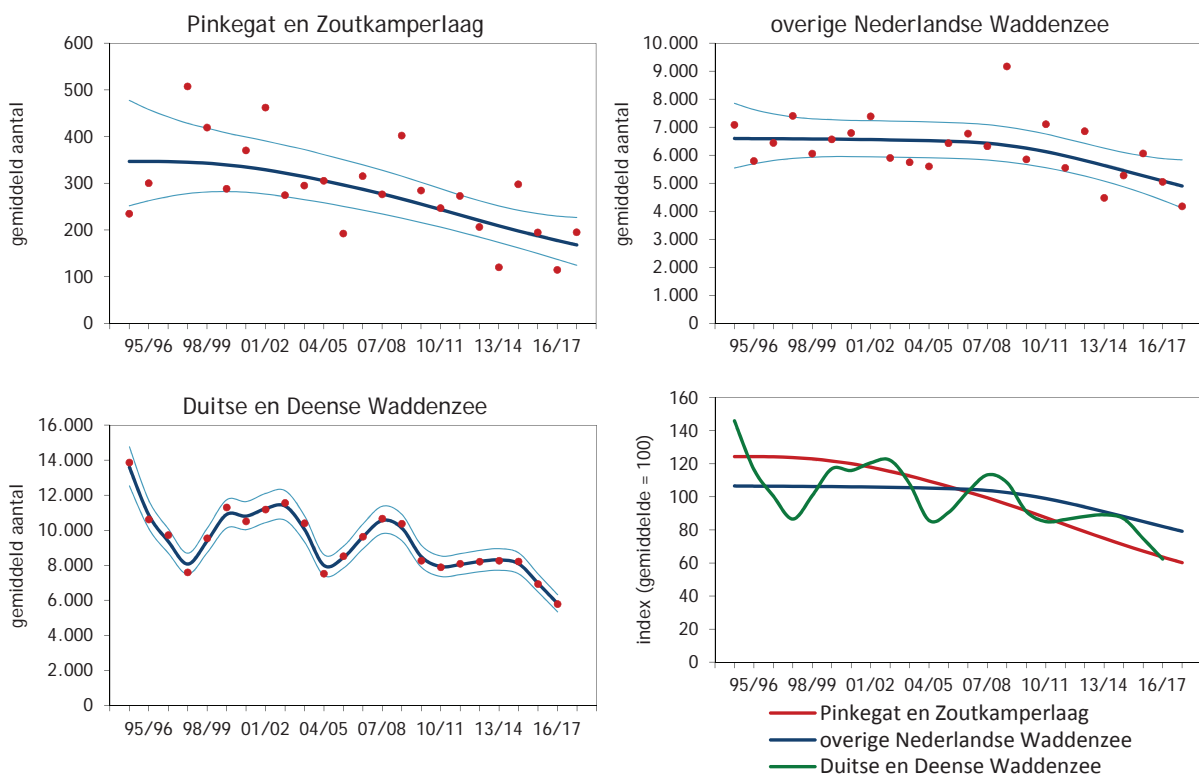 Pinkegat en Zoutkamperlaag
gemiddeld aantal
600
500
400
300
200
100
0
95/96 98/99 01/02 04/05 07/08 10/11 13/14 16/17
overige Nederlandse Waddenzee
gemiddeld aantal
10.000
9.000
8.000
7.000
6.000
5.000
4.000
3.000
2.000
1.000
0
95/96 98/99 01/02 04/05 07/08 10/11 13/14 16/17
Duitse en Deense Waddenzee
gemiddeld aantal
16.000
14.000
12.000
10.000
8.000
6.000
4.000
2.000
0
95/96 98/99 01/02 04/05 07/08 10/11 13/14 16/17
index (gemiddelde = 100)
160
140
120
100
80
60
40
20
0
95/96 98/99 01/02 04/05 07/08 10/11 13/14 16/17
Pinkegat en Zoutkamperlaag
overige Nederlandse Waddenzee
Duitse en Deense Waddenzee